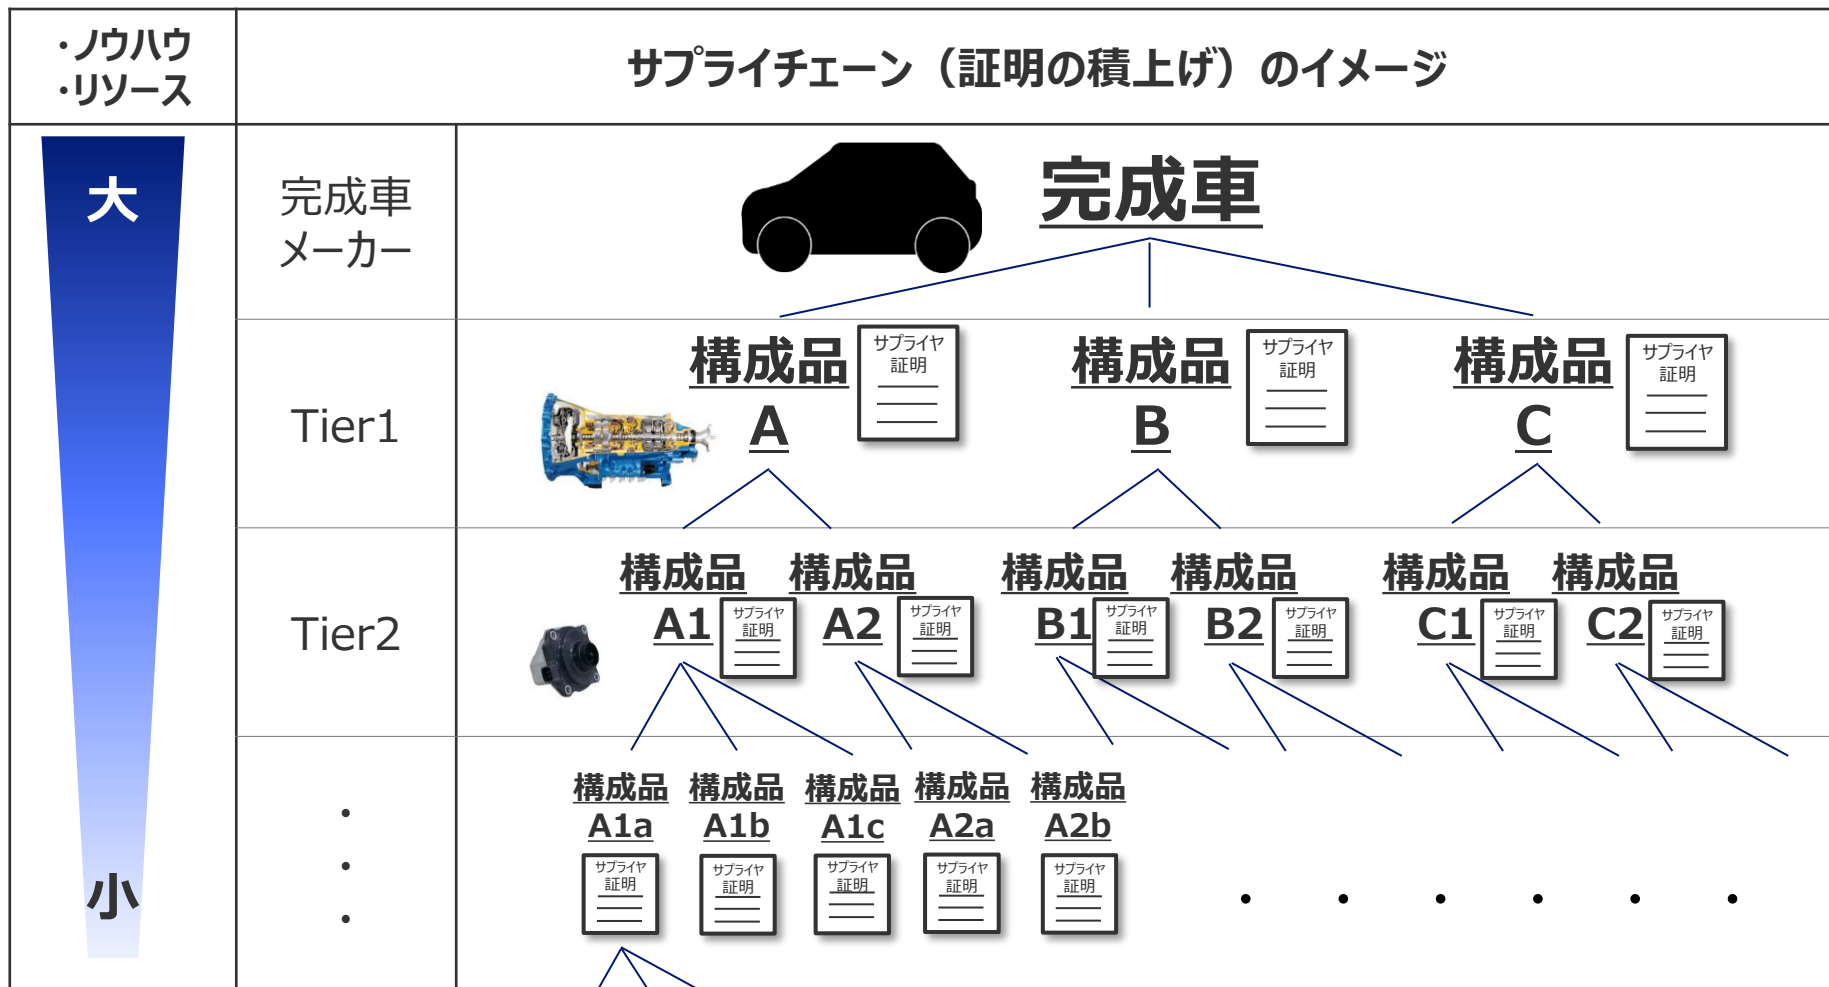 ・ノウハウ
・リソース
サプライチェーン（証明の積上げ）のイメージ
大
完成車
メーカー
完成車
Tier1
構成品
A
サプライヤ
証明
構成品
B
サプライヤ
証明
構成品
C
サプライヤ
証明
Tier2
構成品
A1
サプライヤ
証明
構成品
A2
サプライヤ
証明
構成品
B1
サプライヤ
証明
構成品
B2
サプライヤ
証明
構成品
C1
サプライヤ
証明
構成品
C2
サプライヤ
証明
小
・
・
・
構成品
A1a
サプライヤ
証明
構成品
A1b
サプライヤ
証明
構成品
A1c
サプライヤ
証明
構成品
A2a
サプライヤ
証明
構成品
A2b
サプライヤ
証明
・ ・ ・ ・ ・ ・